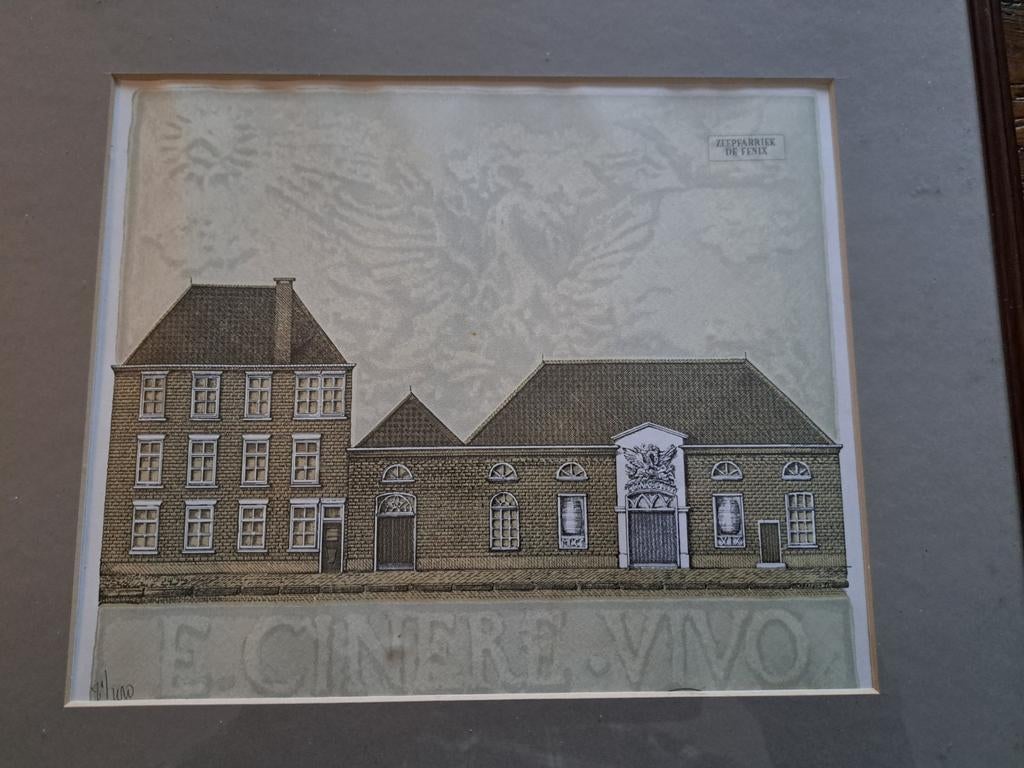 ZEEPFABRIEK
DE FENIX
E. CINERE . VIVO